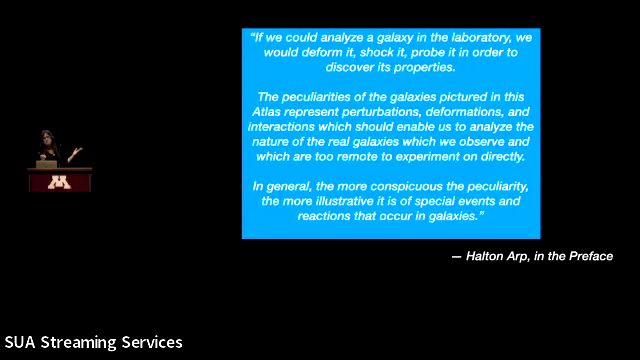 “If we could analyze a galaxy in the laboratory, we
would deform it, shock it, probe it in order to
discover its properties.
The peculiarities of the galaxies pictured in this
Atlas represent perturbations, deformations, and
interactions which should enable us to analyze the
nature of the real galaxies which we observe and
which are too remote to experiment on directly.
In general, the more conspicuous the peculiarity,
the more illustrative it is of special events and
reactions that occur in galaxies.”
— Halton Arp, in the Preface
M
SUA Streaming Services